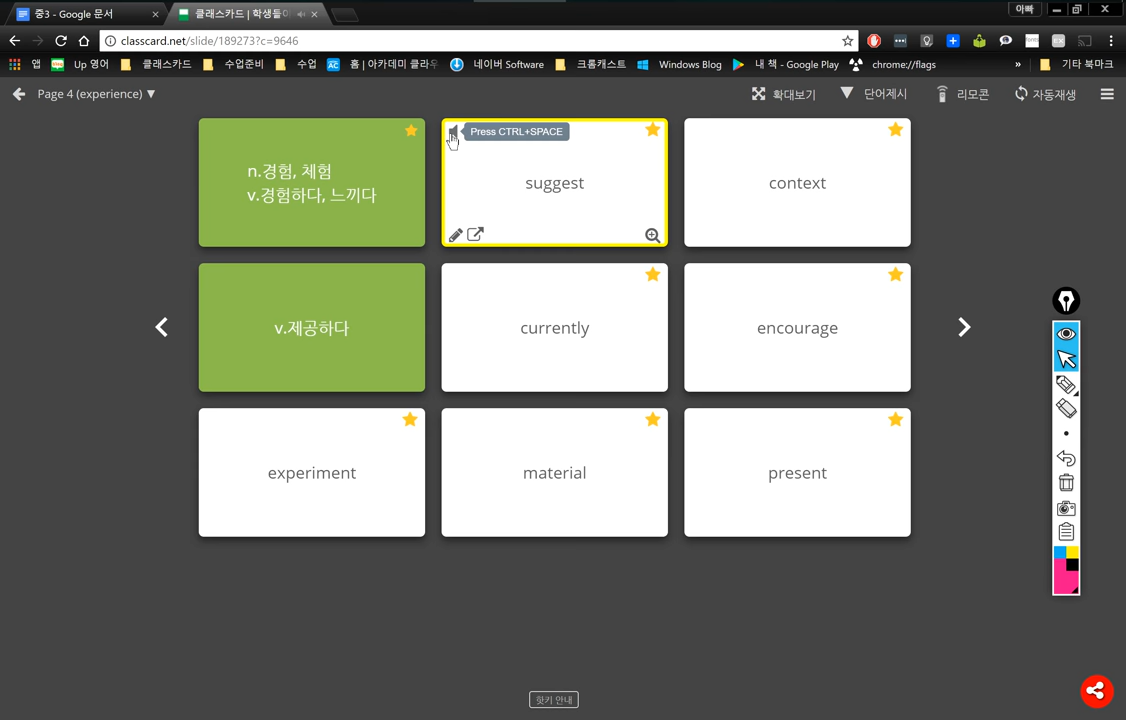 중3 - Google 문서
클래스카드 | 학생들이
아빠
classcard.net/slide/189273?c=9646
앱
Up 영어
클래스카드
수업준비
수업
홈 | 아카데미 클라우
네이버 Software
크롬캐스트
Windows Blog
내 책 - Google Play
chrome://flags
»
기타 북마크
Page 4 (experience) ▼
확대보기
단어제시
리모콘
자동재생
n.경험, 체험
v.경험하다, 느끼다
Press CTRL+SPACE
suggest
context
v.제공하다
currently
encourage
experiment
material
present
핫키 안내